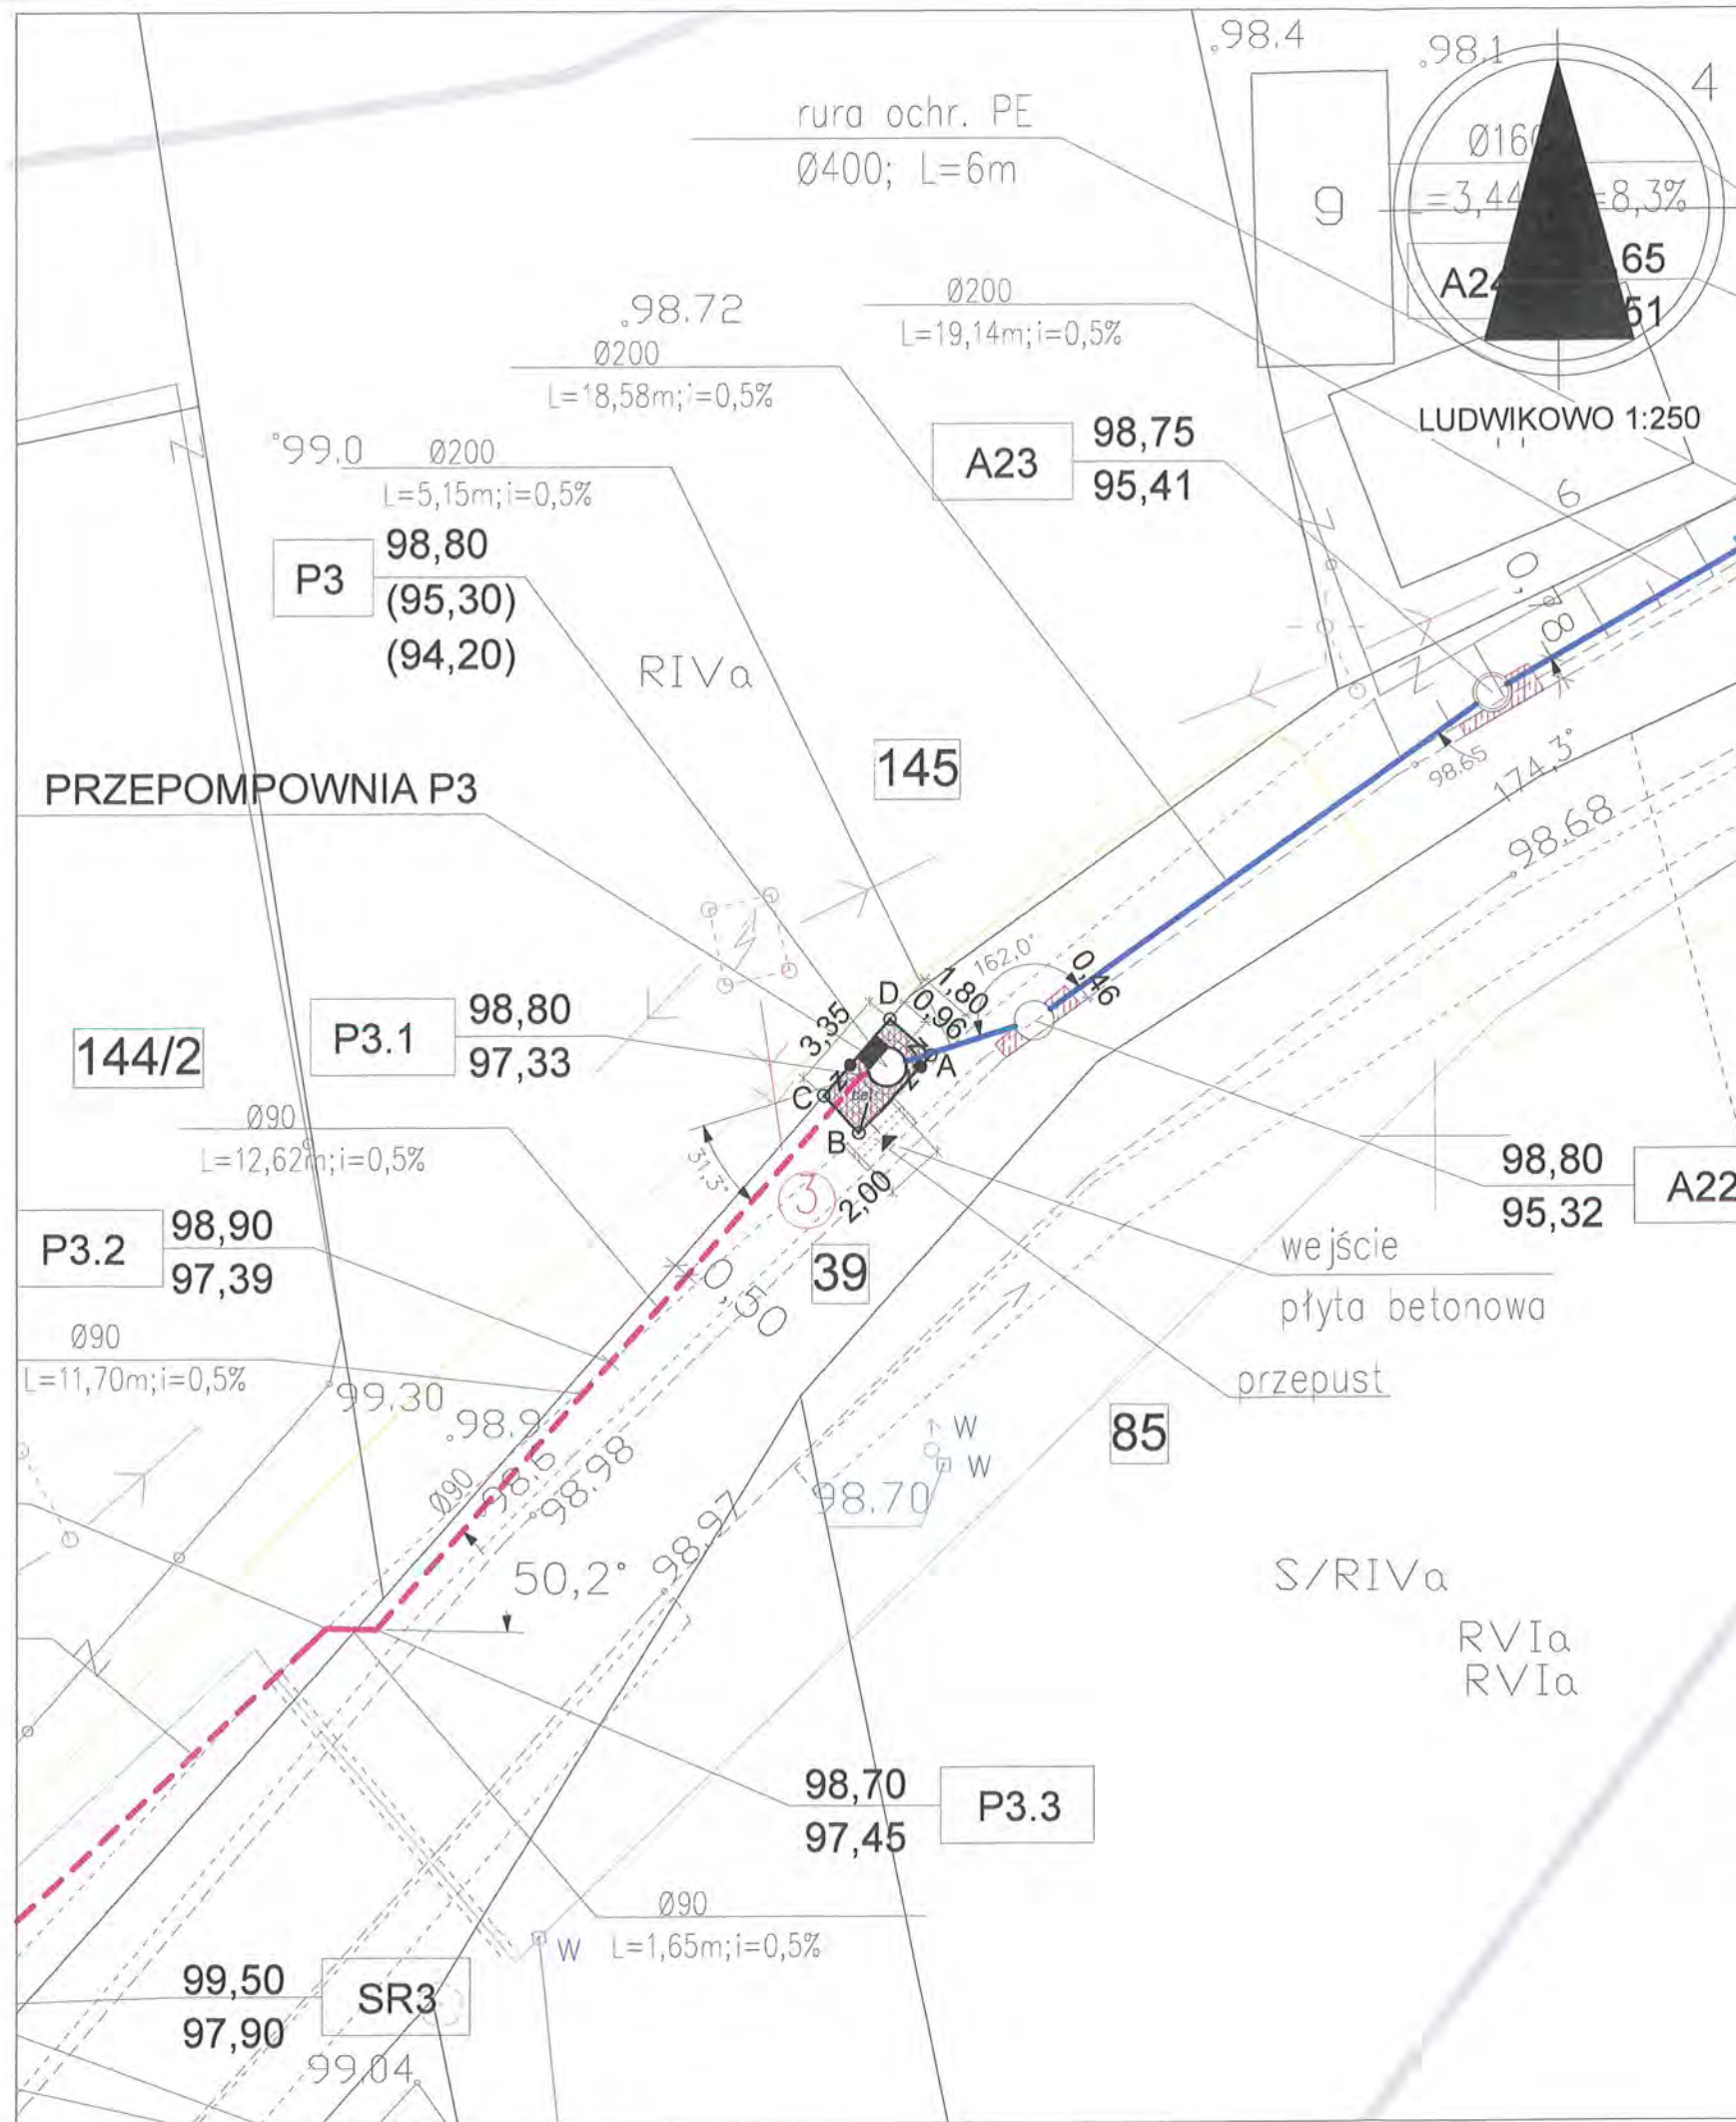 .98.4
.98.1
4
rura ochr. PE
Ø400; L=6m
9
=8,3%
65
51
LUDWIKOWO 1:250
.98.72
Ø200
L=19,14m;i=0,5%
Ø200
L=18,58m;i=0,5%
°99.0
Ø200
L=5,15m;i=0,5%
A23
98,75
95,41
6
P3
98,80
(95,30)
(94,20)
RIVa
145
PRZEPOMPOWNIA P3
98.65
174,3°
98.68
162,0°
0,46
1,80
0,96
3,35
D
A
C
B
P3.1
98,80
97,33
144/2
Ø90
L=12,62m;i=0,5%
31,3°
3
2,00
98,80
95,32
A22
P3.2
98,90
97,39
39
0,50
wejście
płyta betonowa
przepust
Ø90
L=11,70m;i=0,5%
99.30
.98.9
Ø90
98.6
98.98
98.97
85
W
W
98.70
50,2°
S/RIVa
RVIa
RVIa
98,70
97,45
P3.3
Ø90
L=1,65m;i=0,5%
W
99,50
97,90
SR3
99.04